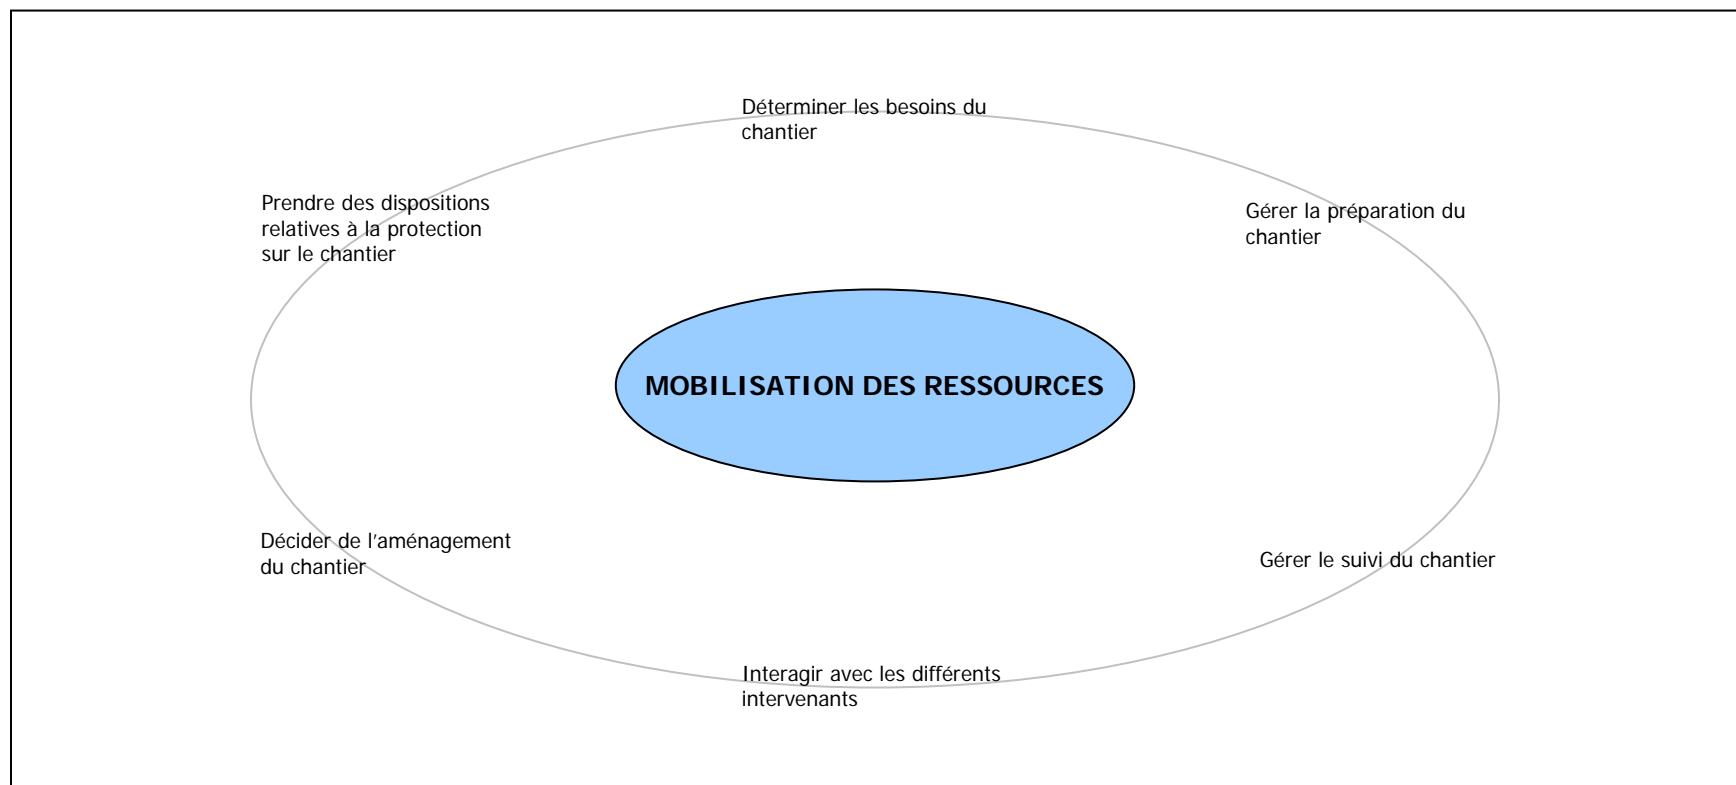 Déterminer les besoins du
chantier
Prendre des dispositions
relatives à la protection
sur le chantier
Gérer la préparation du
chantier
MOBILISATION DES RESSOURCES
Décider de l'aménagement
du chantier
Gérer le suivi du chantier
Interagir avec les différents
intervenants